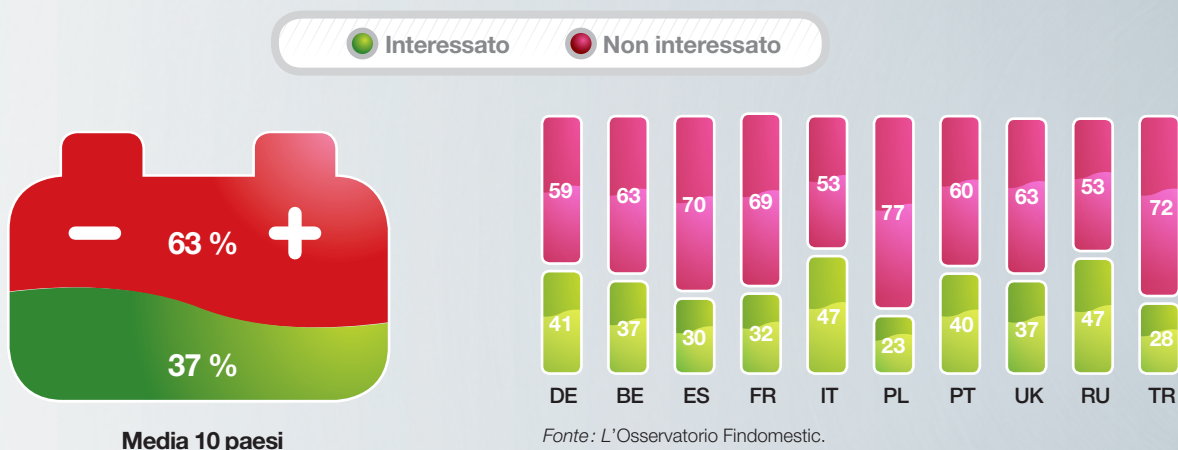 Interessato Non interessato
63 %
37 %
Media 10 paesi
59 63 70 69 53 77 60 63 53 72
41 37 30 32 47 23 40 37 47 28
DE BE ES FR IT PL PT UK RU TR
Fonte: L'Osservatorio Findomestic.